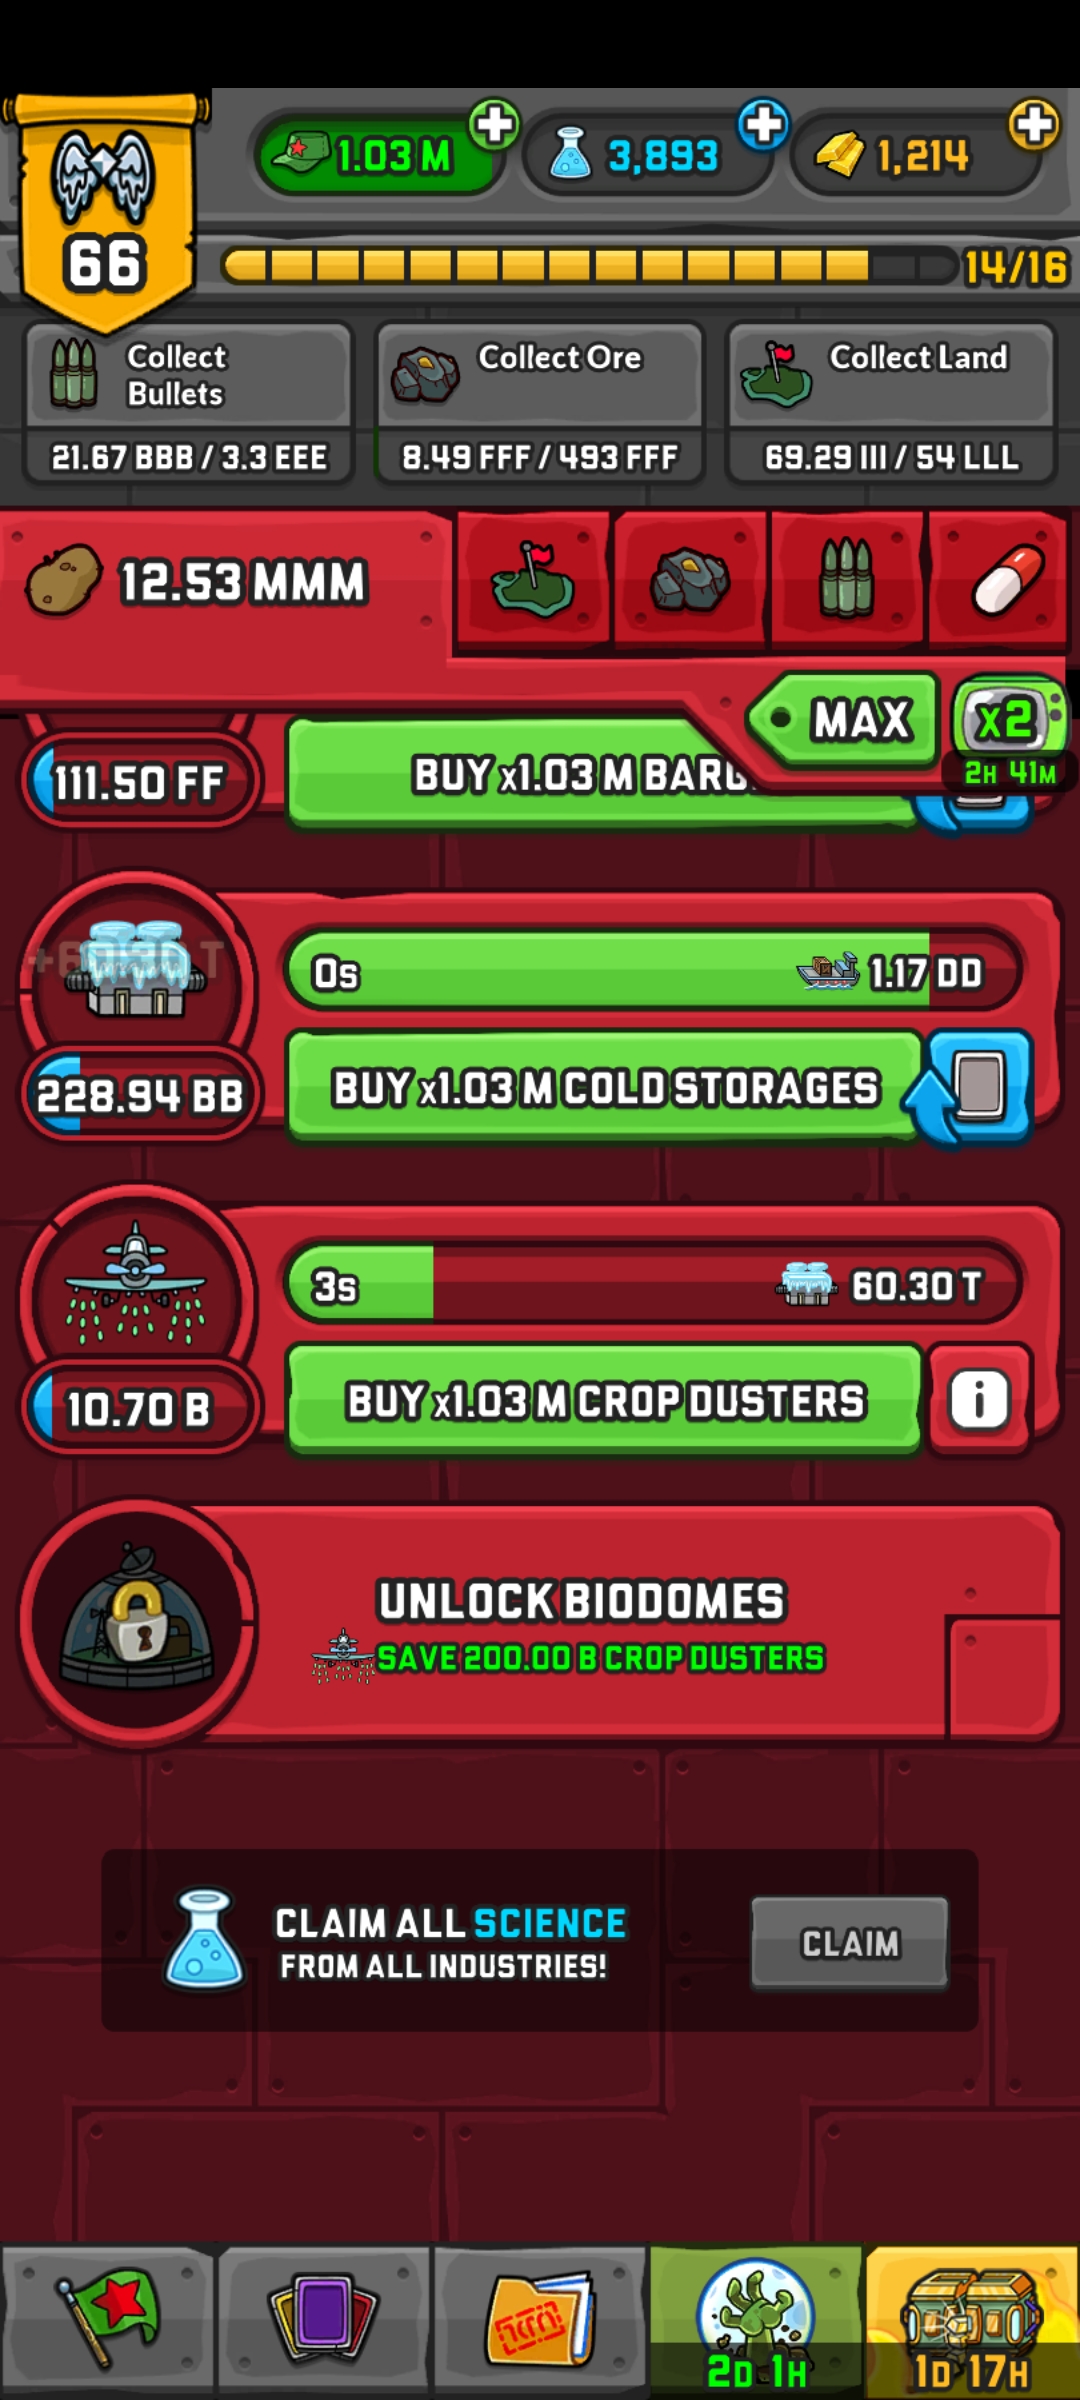 1.03 M
3,893
1,214
66
14/16
Collect
Bullets
21.67 BBB / 3.3 EEE
Collect Ore
8.49 FFF / 493 FFF
Collect Land
69.29 III / 54 LLL
12.53 MMM
MAX
x2
2H 41M
111.50 FF
BUY x1.03 M BARG
0s
1.17 DD
228.94 BB
BUY x1.03 M COLD STORAGES
3s
60.30 T
10.70 B
BUY x1.03 M CROP DUSTERS
i
UNLOCK BIODOMES
SAVE 200.00 B CROP DUSTERS
CLAIM ALL SCIENCE
FROM ALL INDUSTRIES!
CLAIM
2D 1H
1D 17H